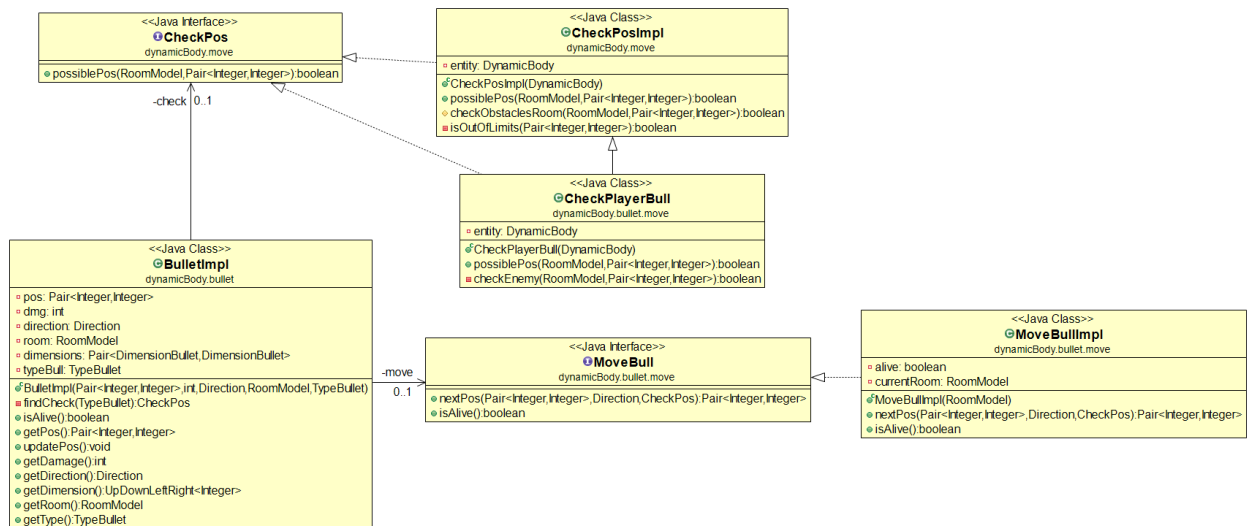 <<Java Interface>>
CheckPos
dynamicBody.move
possiblePos(RoomModel,Pair<Integer,Integer>):boolean
<<Java Class>>
CheckPosImpl
dynamicBody.move
entity: DynamicBody
CheckPosImpl(DynamicBody)
possiblePos(RoomModel,Pair<Integer,Integer>):boolean
checkObstaclesRoom(RoomModel,Pair<Integer,Integer>):boolean
isOutOfLimits(Pair<Integer,Integer>):boolean
-check
0..1
<<Java Class>>
CheckPlayerBull
dynamicBody.bullet.move
entity: DynamicBody
CheckPlayerBull(DynamicBody)
possiblePos(RoomModel,Pair<Integer,Integer>):boolean
checkEnemy(RoomModel,Pair<Integer,Integer>):boolean
<<Java Class>>
BulletImpl
dynamicBody.bullet
pos: Pair<Integer,Integer>
dmg: int
direction: Direction
room: RoomModel
dimensions: Pair<DimensionBullet,DimensionBullet>
typeBull: TypeBullet
BulletImpl(Pair<Integer,Integer>,int,Direction,RoomModel,TypeBullet)
findCheck(TypeBullet):CheckPos
isAlive():boolean
getPos():Pair<Integer,Integer>
updatePos():void
getDamage():int
getDirection():Direction
getDimension():UpDownLeftRight<Integer>
getRoom():RoomModel
getType():TypeBullet
-move
0..1
<<Java Interface>>
MoveBull
dynamicBody.bullet.move
nextPos(Pair<Integer,Integer>,Direction,CheckPos):Pair<Integer,Integer>
isAlive():boolean
<<Java Class>>
MoveBullImpl
dynamicBody.bullet.move
alive: boolean
currentRoom: RoomModel
MoveBullImpl(RoomModel)
nextPos(Pair<Integer,Integer>,Direction,CheckPos):Pair<Integer,Integer>
isAlive():boolean